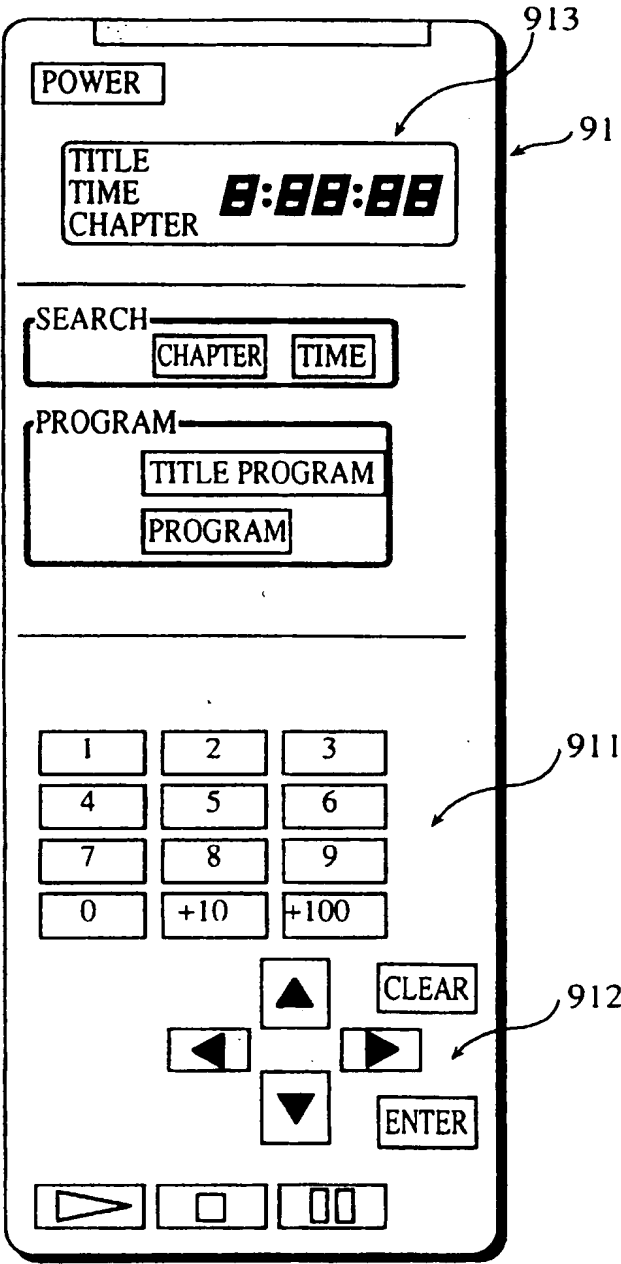 913
POWER
91
TITLE
TIME
CHAPTER
8:88:88
SEARCH
CHAPTER TIME
PROGRAM
TITLE PROGRAM
PROGRAM
1 2 3
911
4 5 6
7 8 9
0 +10 +100
CLEAR
912
ENTER